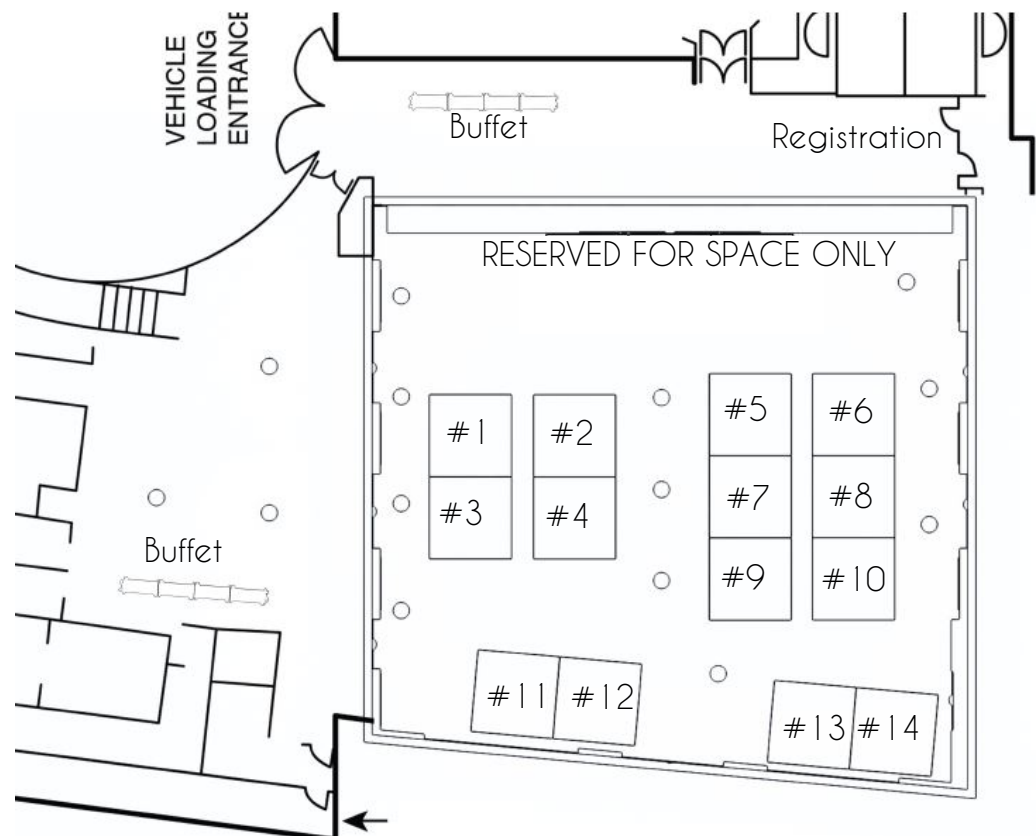 VEHICLE
LOADING
ENTRANCE
Buffet
Registration
RESERVED FOR SPACE ONLY
#1
#2
#5
#6
#3
#4
#7
#8
#9
#10
Buffet
#11
#12
#13
#14